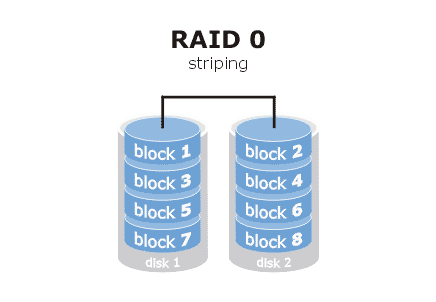 RAID 0
striping
block 1
block 3
block 5
block 7
disk 1
block 2
block 4
block 6
block 8
disk 2